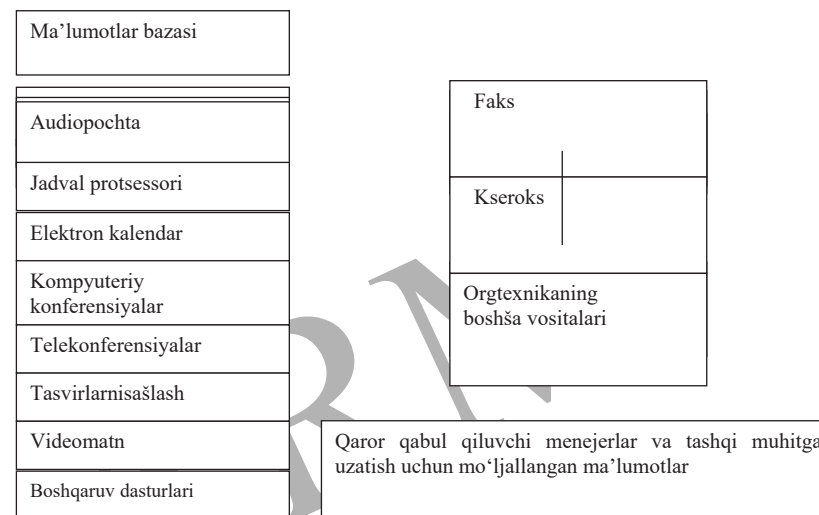 Ma’lumotlar bazasi
Audiopochta
Jadval protsessori
Elektron kalendar
Kompyuteriy
konferensiyalar
Telekonferensiyalar
Tasvirlarnisašlash
Videomatn
Boshqaruv dasturlari
Faks
Kseroks
Orgtexnikaning
boshša vositalari
Qaror qabul qiluvchi menejerlar va tashqi muhitga
uzatish uchun mo‘ljallangan ma’lumotlar